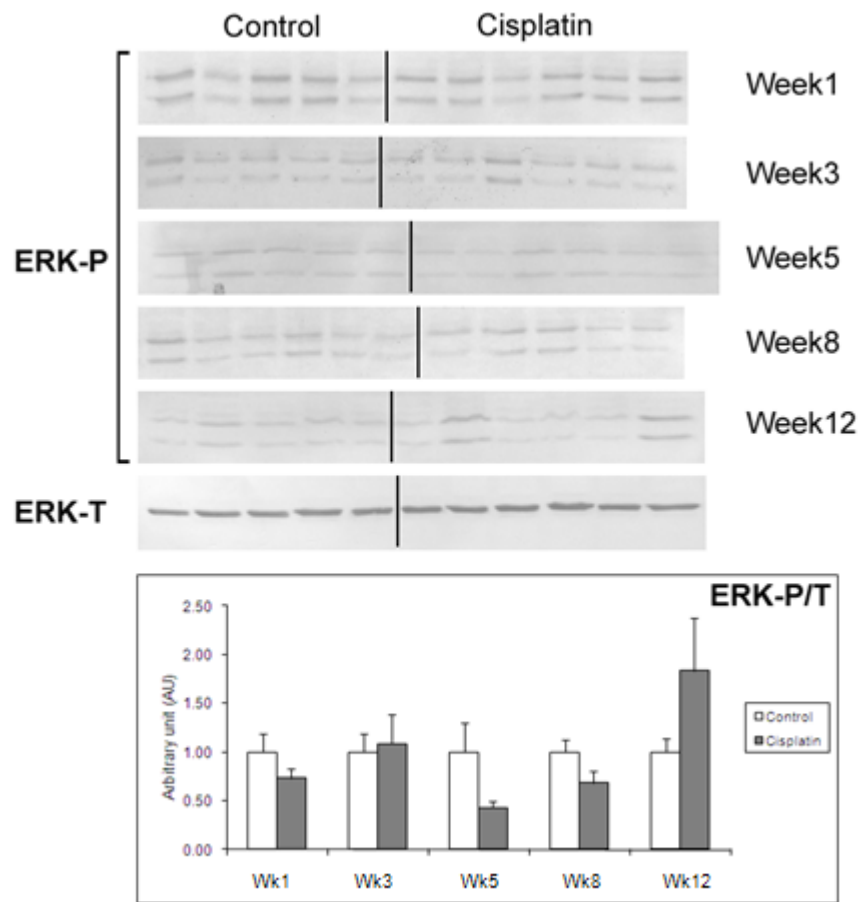 Control Cisplatin
Week1
Week3
ERK-P Week5
Week8
Week12
ERK-T
ERK-P/T
2.50
2.00
1.50
1.00
0.50
0.00
Arbitrary unit (AU)
Control
Cisplatin
Wk1 Wk3 Wk5 Wk8 Wk12